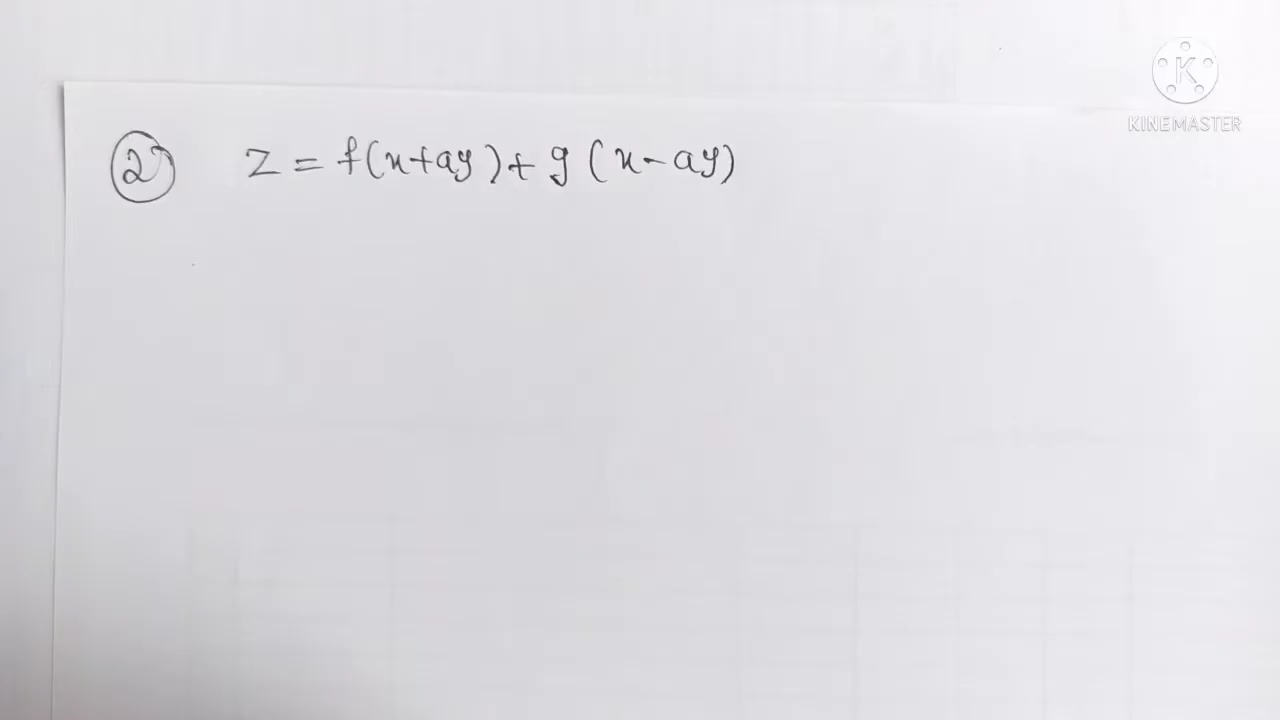 ② z = f(x+ay) + g(x-ay)
K
KINEMASTER